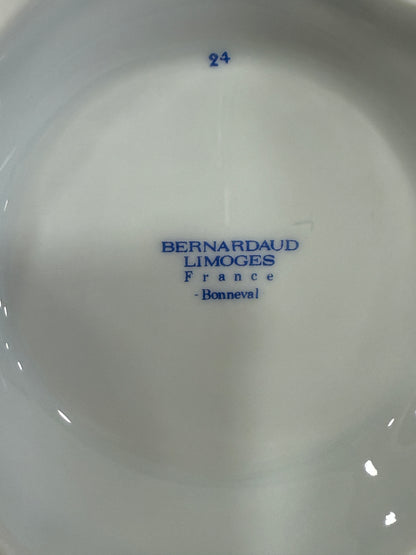 24
BERNARDAUD
LIMOGES
France
- Bonneval